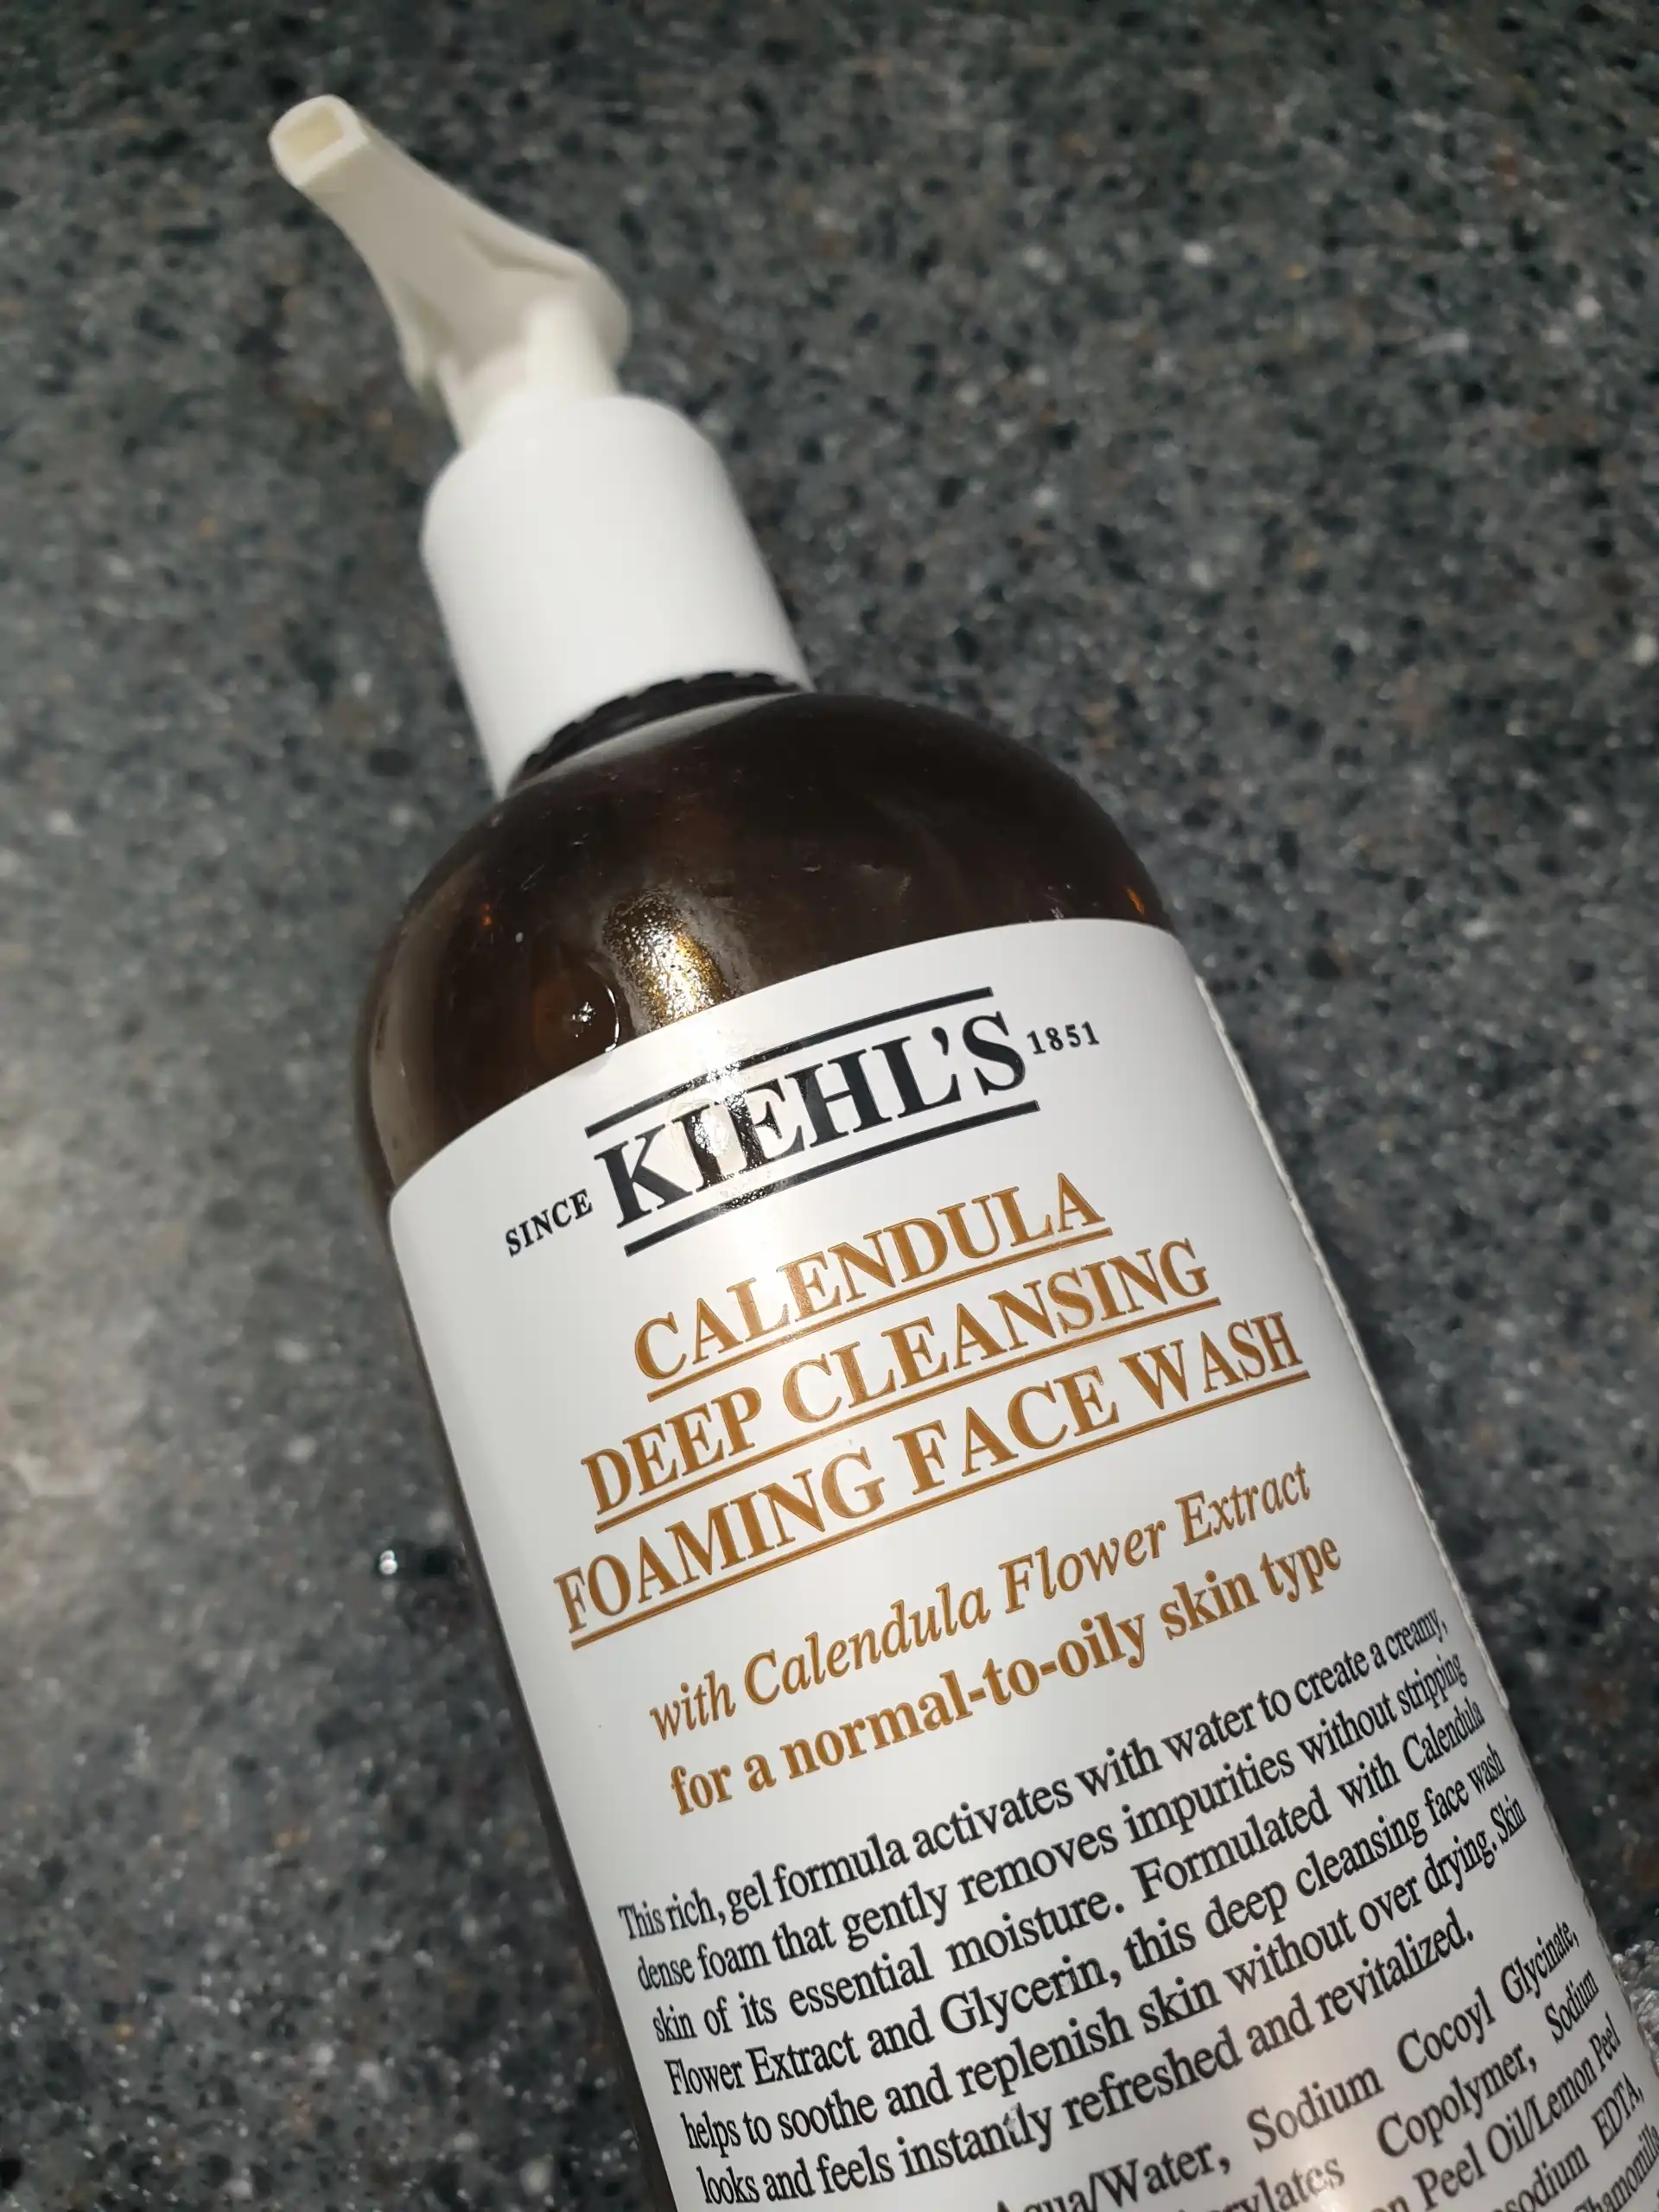 SINCE KIEHL'S 1851
CALENDULA
DEEP CLEANSING
FOAMING FACE WASH
with Calendula Flower Extract
for a normal-to-oily skin type
This rich, gel formula activates with water to create a creamy,
dense foam that gently removes impurities without stripping
skin of its essential moisture. Formulated with Calendula
Flower Extract and Glycerin, this deep cleansing face wash
helps to soothe and replenish skin without over drying. Skin
looks and feels instantly refreshed and revitalized.
Aqua/Water, Sodium Cocoyl Glycinate,
Copolymer, Sodium
Peel Oil/Lemon Peel
EDTA,